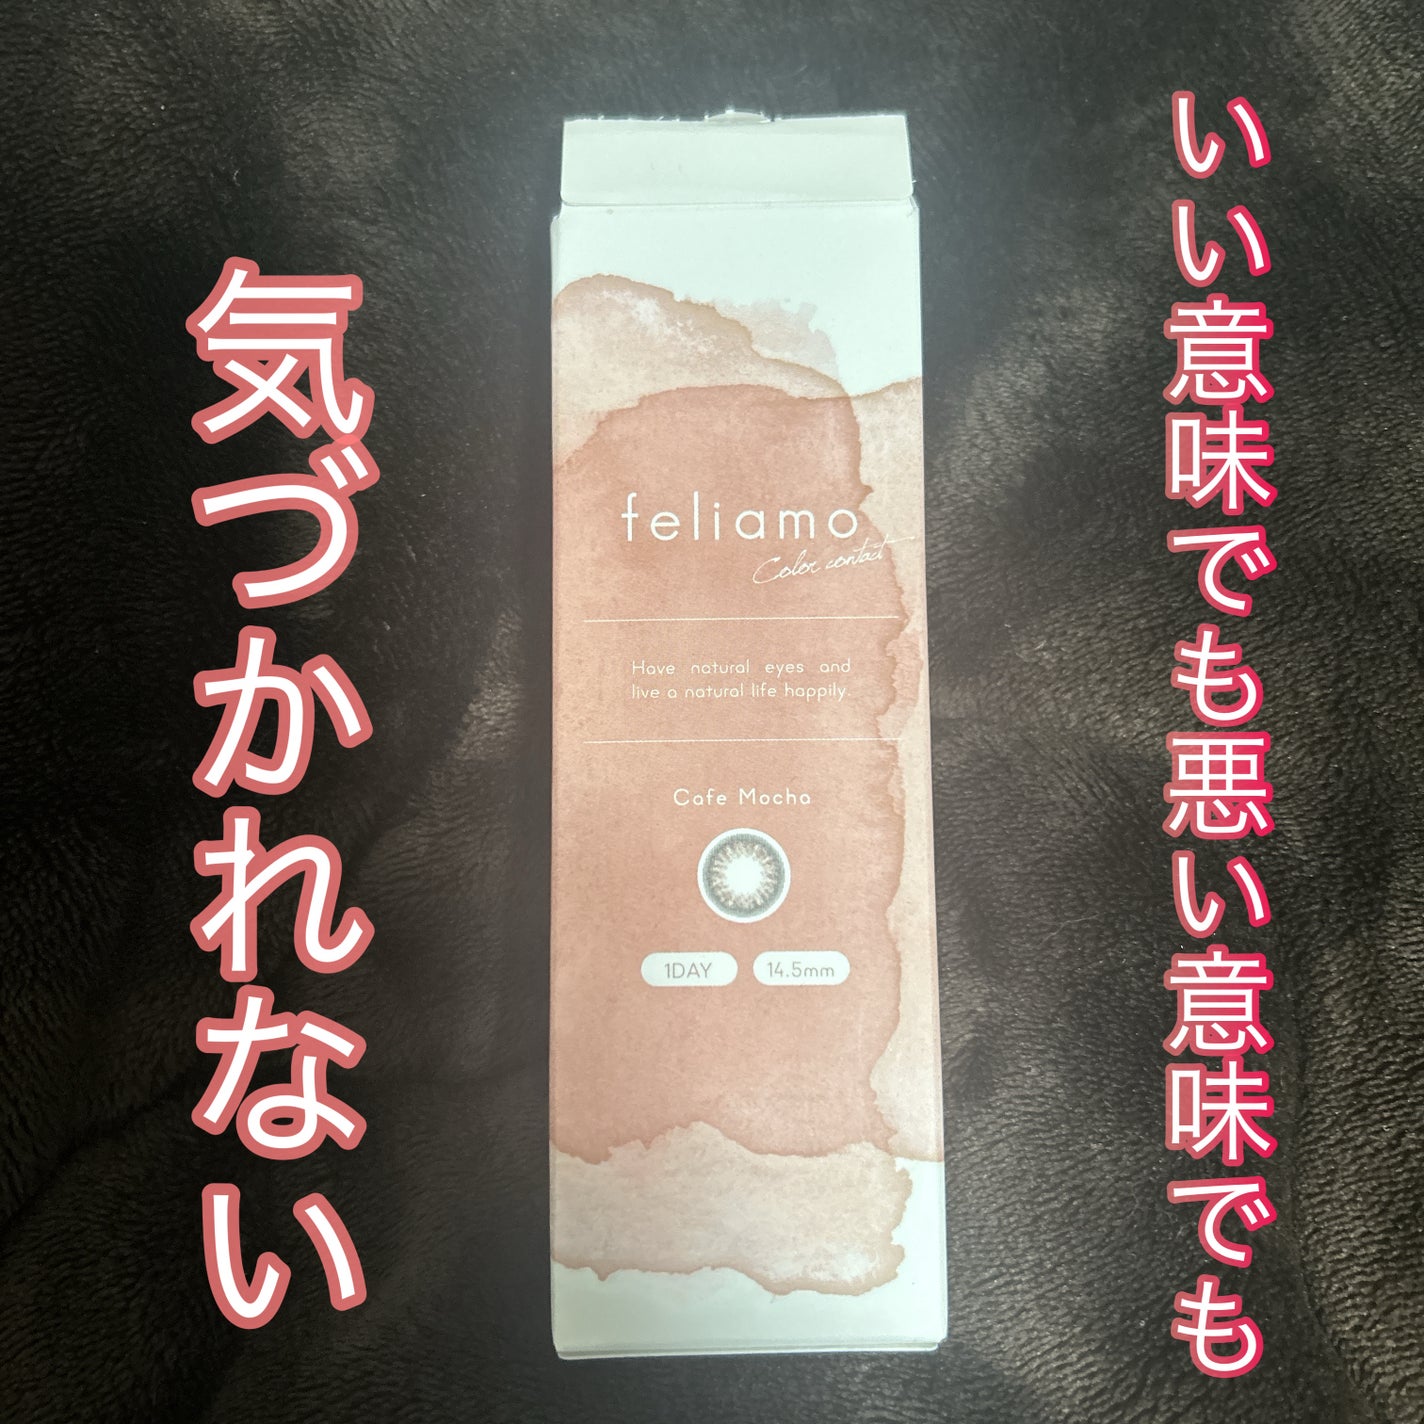 いい意味でも悪い意味でも
気づかれない
feliamo
Color contact
Have natural eyes and
live a natural life happily.
Cafe Mocha
1DAY
14.5mm